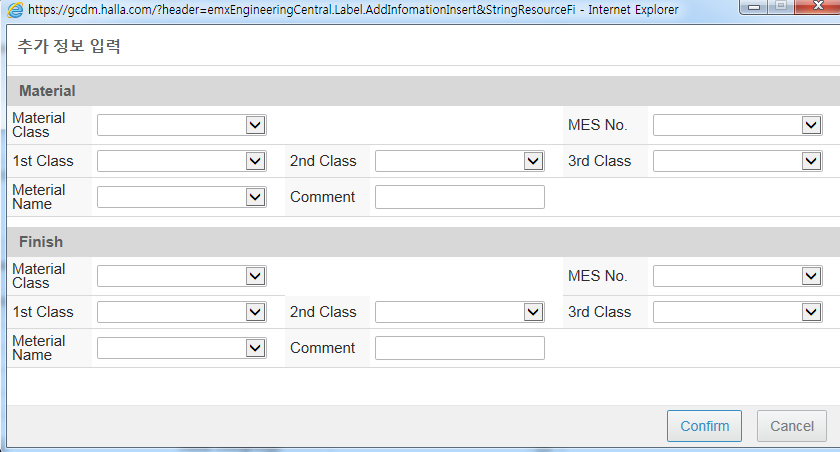 https://gcdm.halla.com/?header=emxEngineeringCentral.Label.AddInfomationInsert&StringResourceFi - Internet Explorer
추가 정보 입력
Material
Material Class
MES No.
1st Class
2nd Class
3rd Class
Meterial Name
Comment
Finish
Material Class
MES No.
1st Class
2nd Class
3rd Class
Meterial Name
Comment
Confirm
Cancel